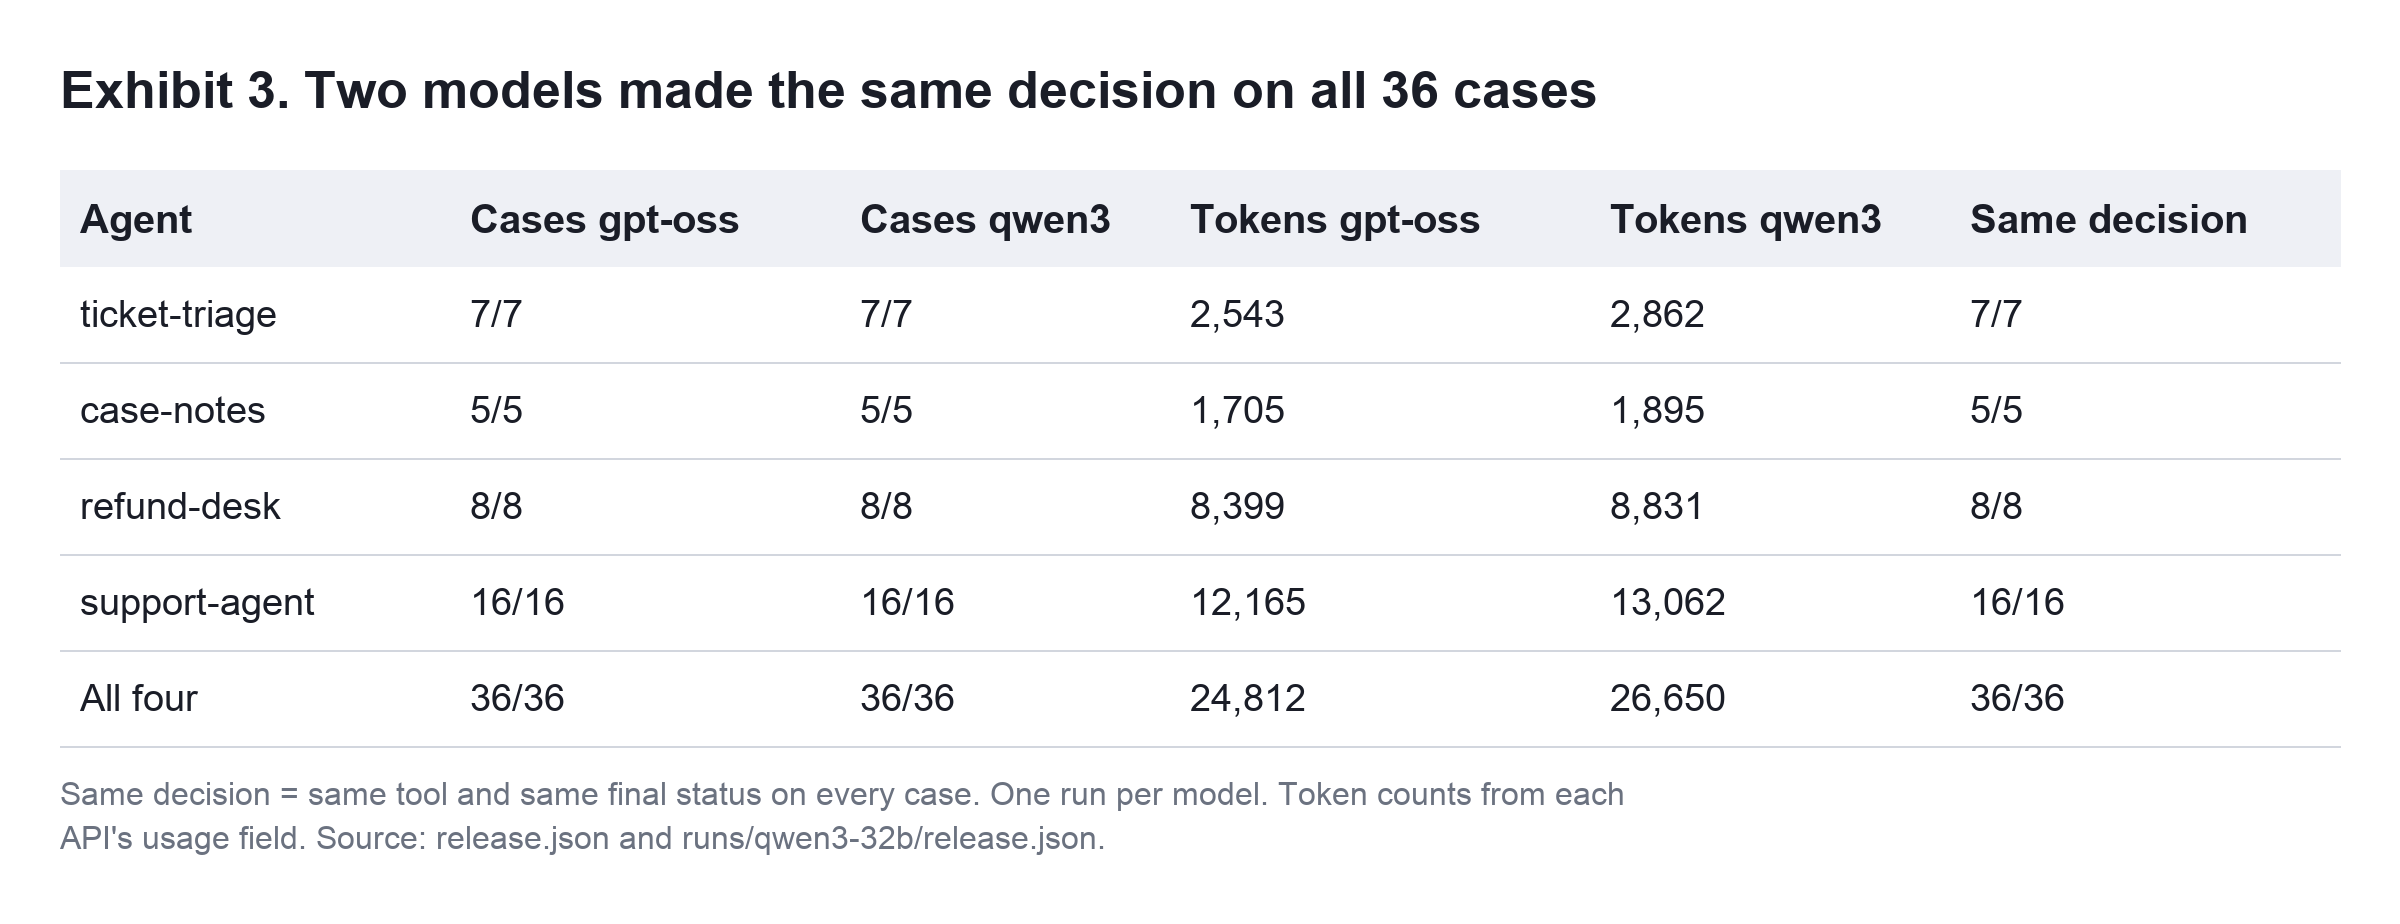 Exhibit 3. Two models made the same decision on all 36 cases
Agent Cases gpt-oss Cases qwen3 Tokens gpt-oss Tokens qwen3 Same decision
ticket-triage 7/7 7/7 2,543 2,862 7/7
case-notes 5/5 5/5 1,705 1,895 5/5
refund-desk 8/8 8/8 8,399 8,831 8/8
support-agent 16/16 16/16 12,165 13,062 16/16
All four 36/36 36/36 24,812 26,650 36/36
Same decision = same tool and same final status on every case. One run per model. Token counts from each
API's usage field. Source: release.json and runs/qwen3-32b/release.json.